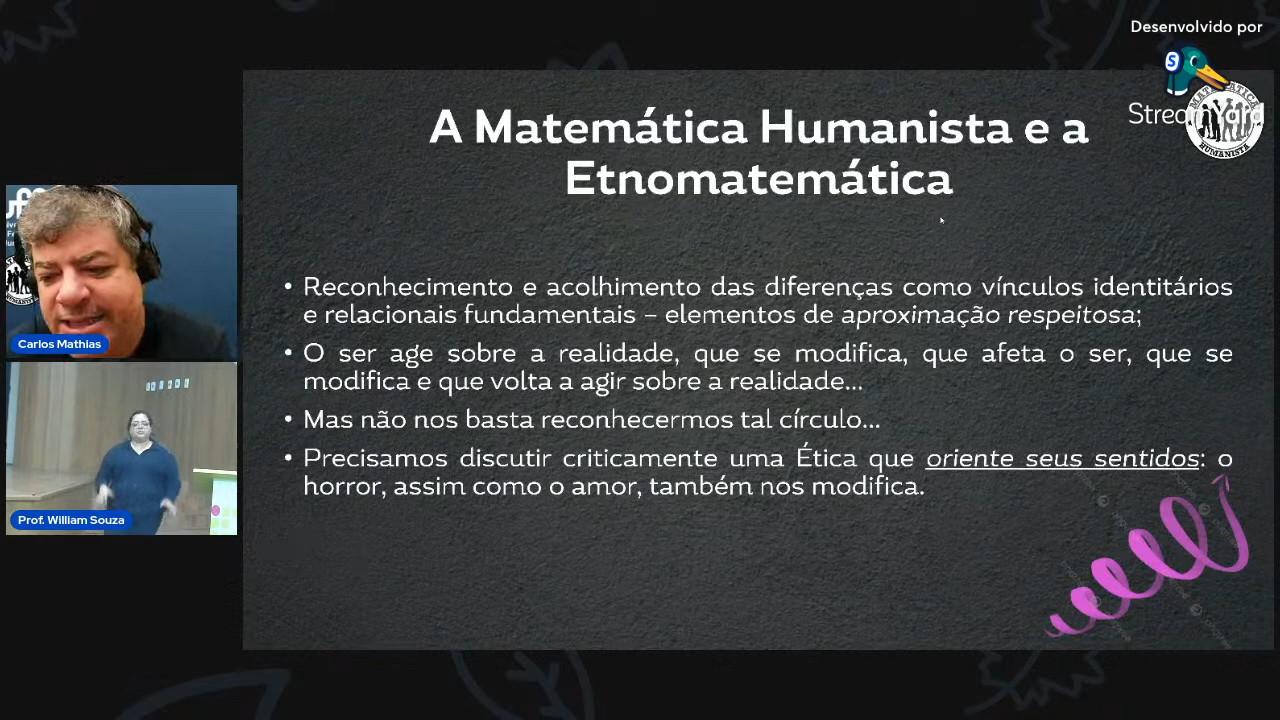 Desenvolvido por
A Matemática Humanista e a
Etnomatemática
MATEMÁTICA
HUMANISTA
• Reconhecimento e acolhimento das diferenças como vínculos identitários
e relacionais fundamentais – elementos de aproximação respeitosa;
• O ser age sobre a realidade, que se modifica, que afeta o ser, que se
modifica e que volta a agir sobre a realidade...
• Mas não nos basta reconhecermos tal círculo...
• Precisamos discutir criticamente uma Ética que oriente seus sentidos: o
horror, assim como o amor, também nos modifica.
Carlos Mathias
Prof. William Souza